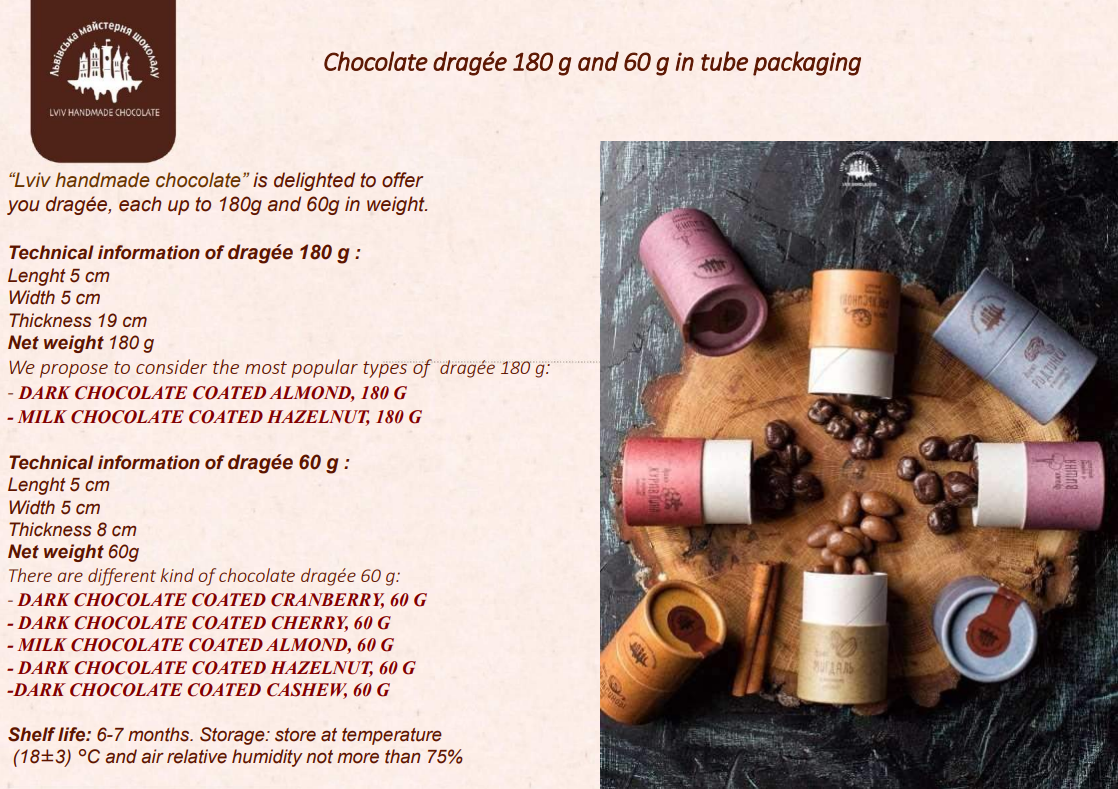 Львівська майстерня шоколаду
LVIV HANDMADE CHOCOLATE
Chocolate dragée 180 g and 60 g in tube packaging
“Lviv handmade chocolate” is delighted to offer
you dragée, each up to 180g and 60g in weight.
Technical information of dragée 180 g :
Lenght 5 cm
Width 5 cm
Thickness 19 cm
Net weight 180 g
We propose to consider the most popular types of dragée 180 g:
- DARK CHOCOLATE COATED ALMOND, 180 G
- MILK CHOCOLATE COATED HAZELNUT, 180 G
Technical information of dragée 60 g :
Lenght 5 cm
Width 5 cm
Thickness 8 cm
Net weight 60g
There are different kind of chocolate dragée 60 g:
- DARK CHOCOLATE COATED CRANBERRY, 60 G
- DARK CHOCOLATE COATED CHERRY, 60 G
- MILK CHOCOLATE COATED ALMOND, 60 G
- DARK CHOCOLATE COATED HAZELNUT, 60 G
-DARK CHOCOLATE COATED CASHEW, 60 G
Shelf life: 6-7 months. Storage: store at temperature
(18±3) °C and air relative humidity not more than 75%
РОДЗИНКИ
ВИШНЯ
МИГДАЛЬ